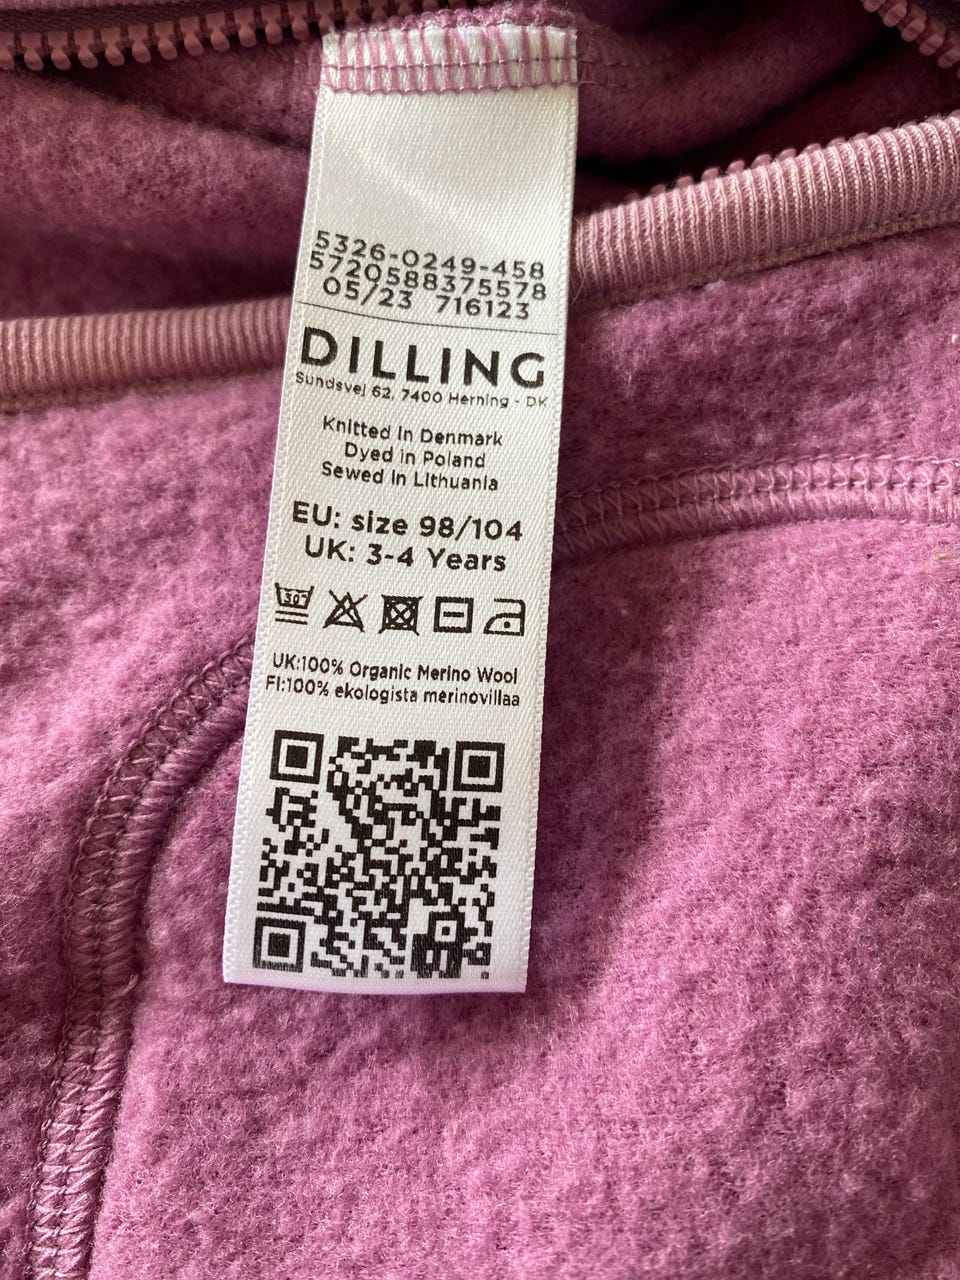 5326-0249-458
5720588375578
05/23 716123
DILLING
Sundsvej 62, 7400 Herning - DK
Knitted in Denmark
Dyed in Poland
Sewed in Lithuania
EU: size 98/104
UK: 3-4 Years
30°
UK:100% Organic Merino Wool
FI:100% ekologista merinovillaa